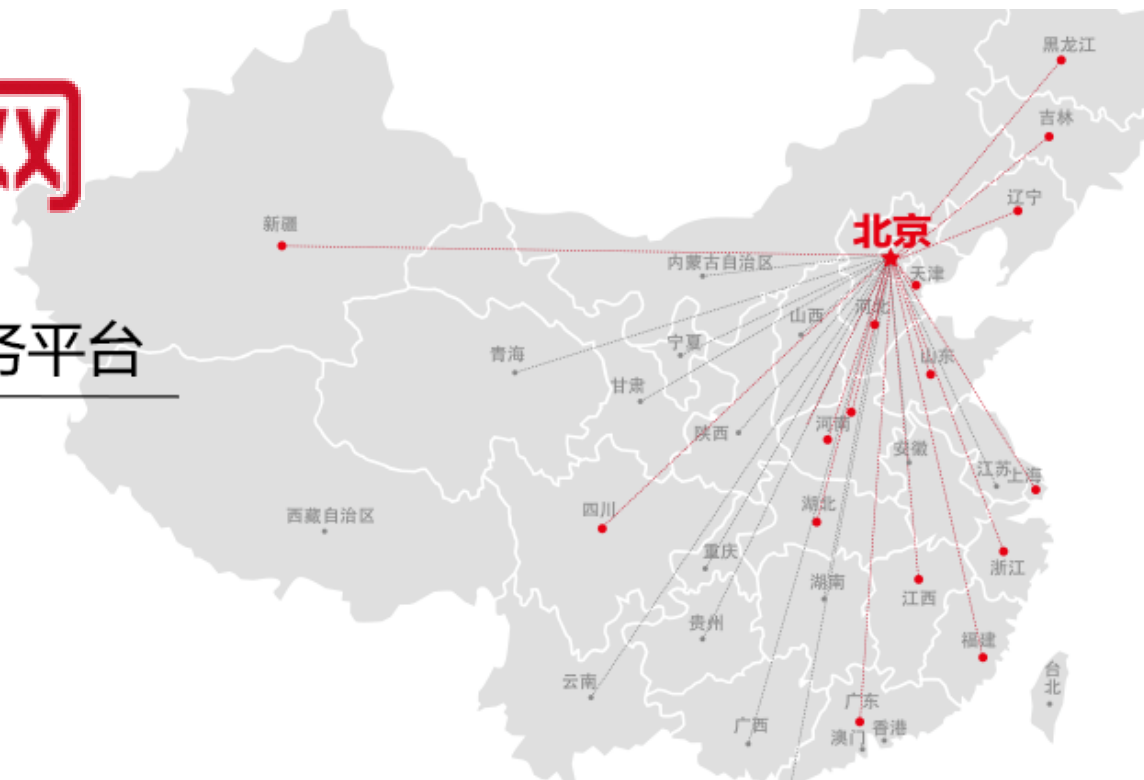 网
务平台
黑龙江
吉林
辽宁
北京
新疆
内蒙古自治区
天津
河北
山西
宁夏
青海
山东
甘肃
河南
陕西
安徽
江苏
上海
四川
湖北
西藏自治区
重庆
浙江
湖南
江西
贵州
福建
云南
台
北
广东
广西
香港
澳门